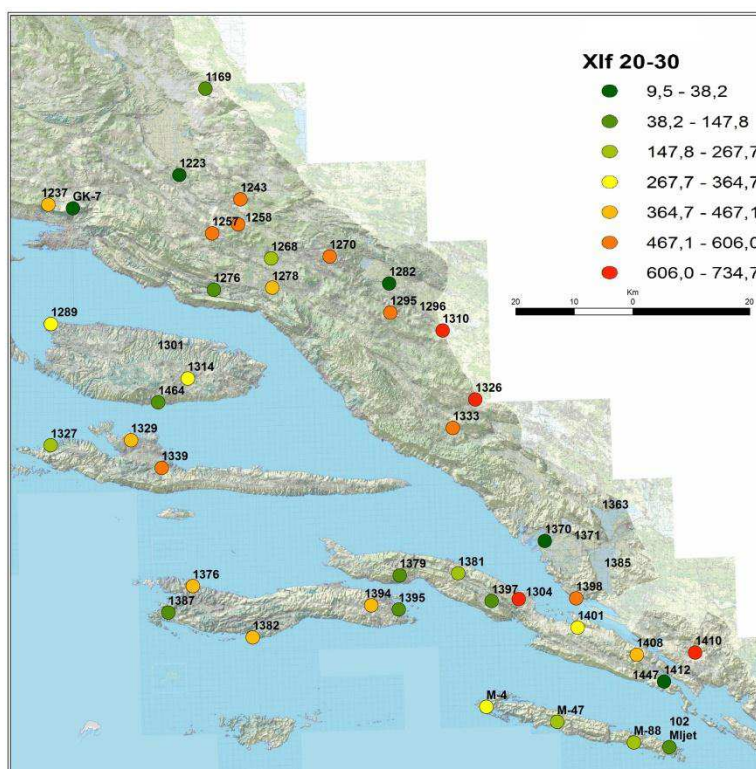 Xlf 20-30
9,5 - 38,2
38,2 - 147,8
147,8 - 267,7
267,7 - 364,7
364,7 - 467,1
467,1 - 606,0
606,0 - 734,7
Km
20 10 0 20
1169
1223
1243
1237
GK-7
1257
1258
1268
1270
1276
1278
1282
1295
1296
1310
1289
1301
1314
1464
1326
1333
1327
1329
1339
1363
1370
1371
1385
1376
1379
1381
1387
1394
1395
1397
1304
1398
1382
1401
1408
1410
1447
1412
M-4
M-47
M-88
102
Mljet